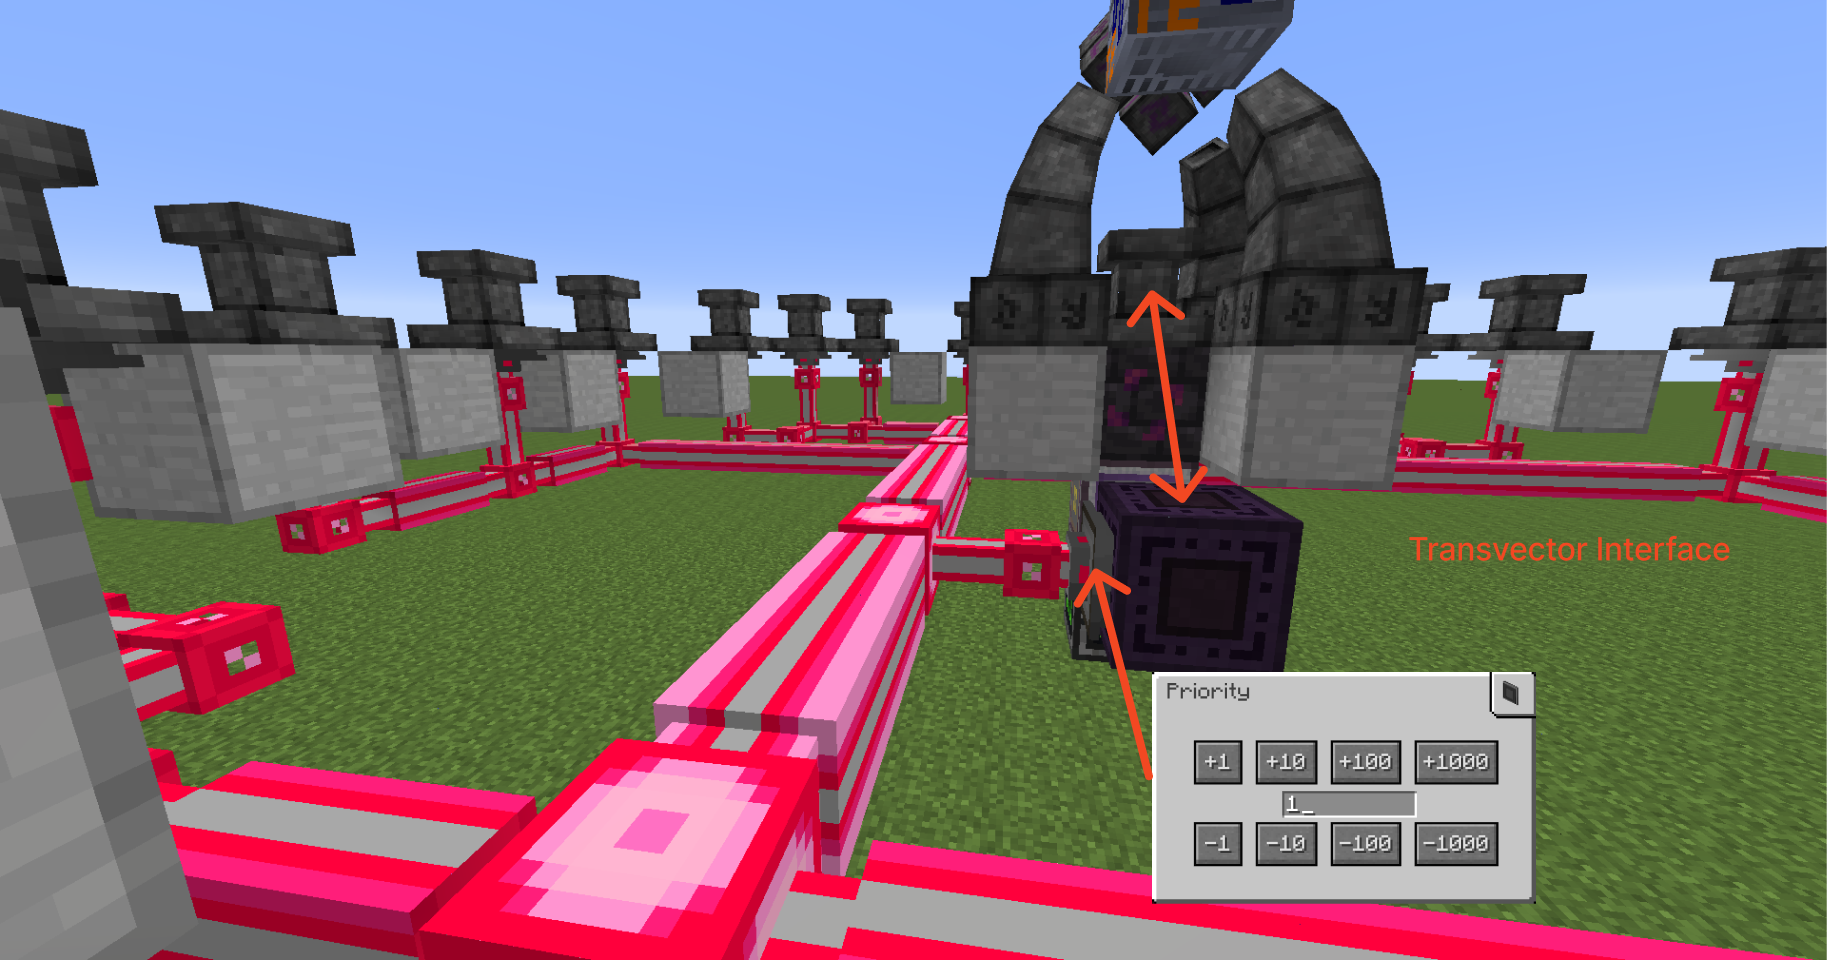 Transvector Interface
Priority
+1 +10 +100 +1000
1_
-1 -10 -100 -1000